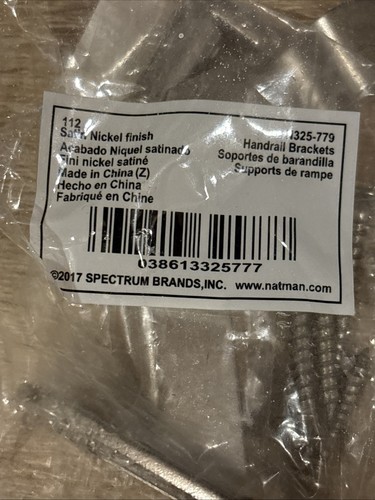 112
Satin Nickel finish
Acabado Niquel satinado
Fini nickel satiné
Made in China (Z)
Hecho en China
Fabriqué en Chine
1325-779
Handrail Brackets
Soportes de barandilla
Supports de rampe
038613325777
©2017 SPECTRUM BRANDS,INC. www.natman.com